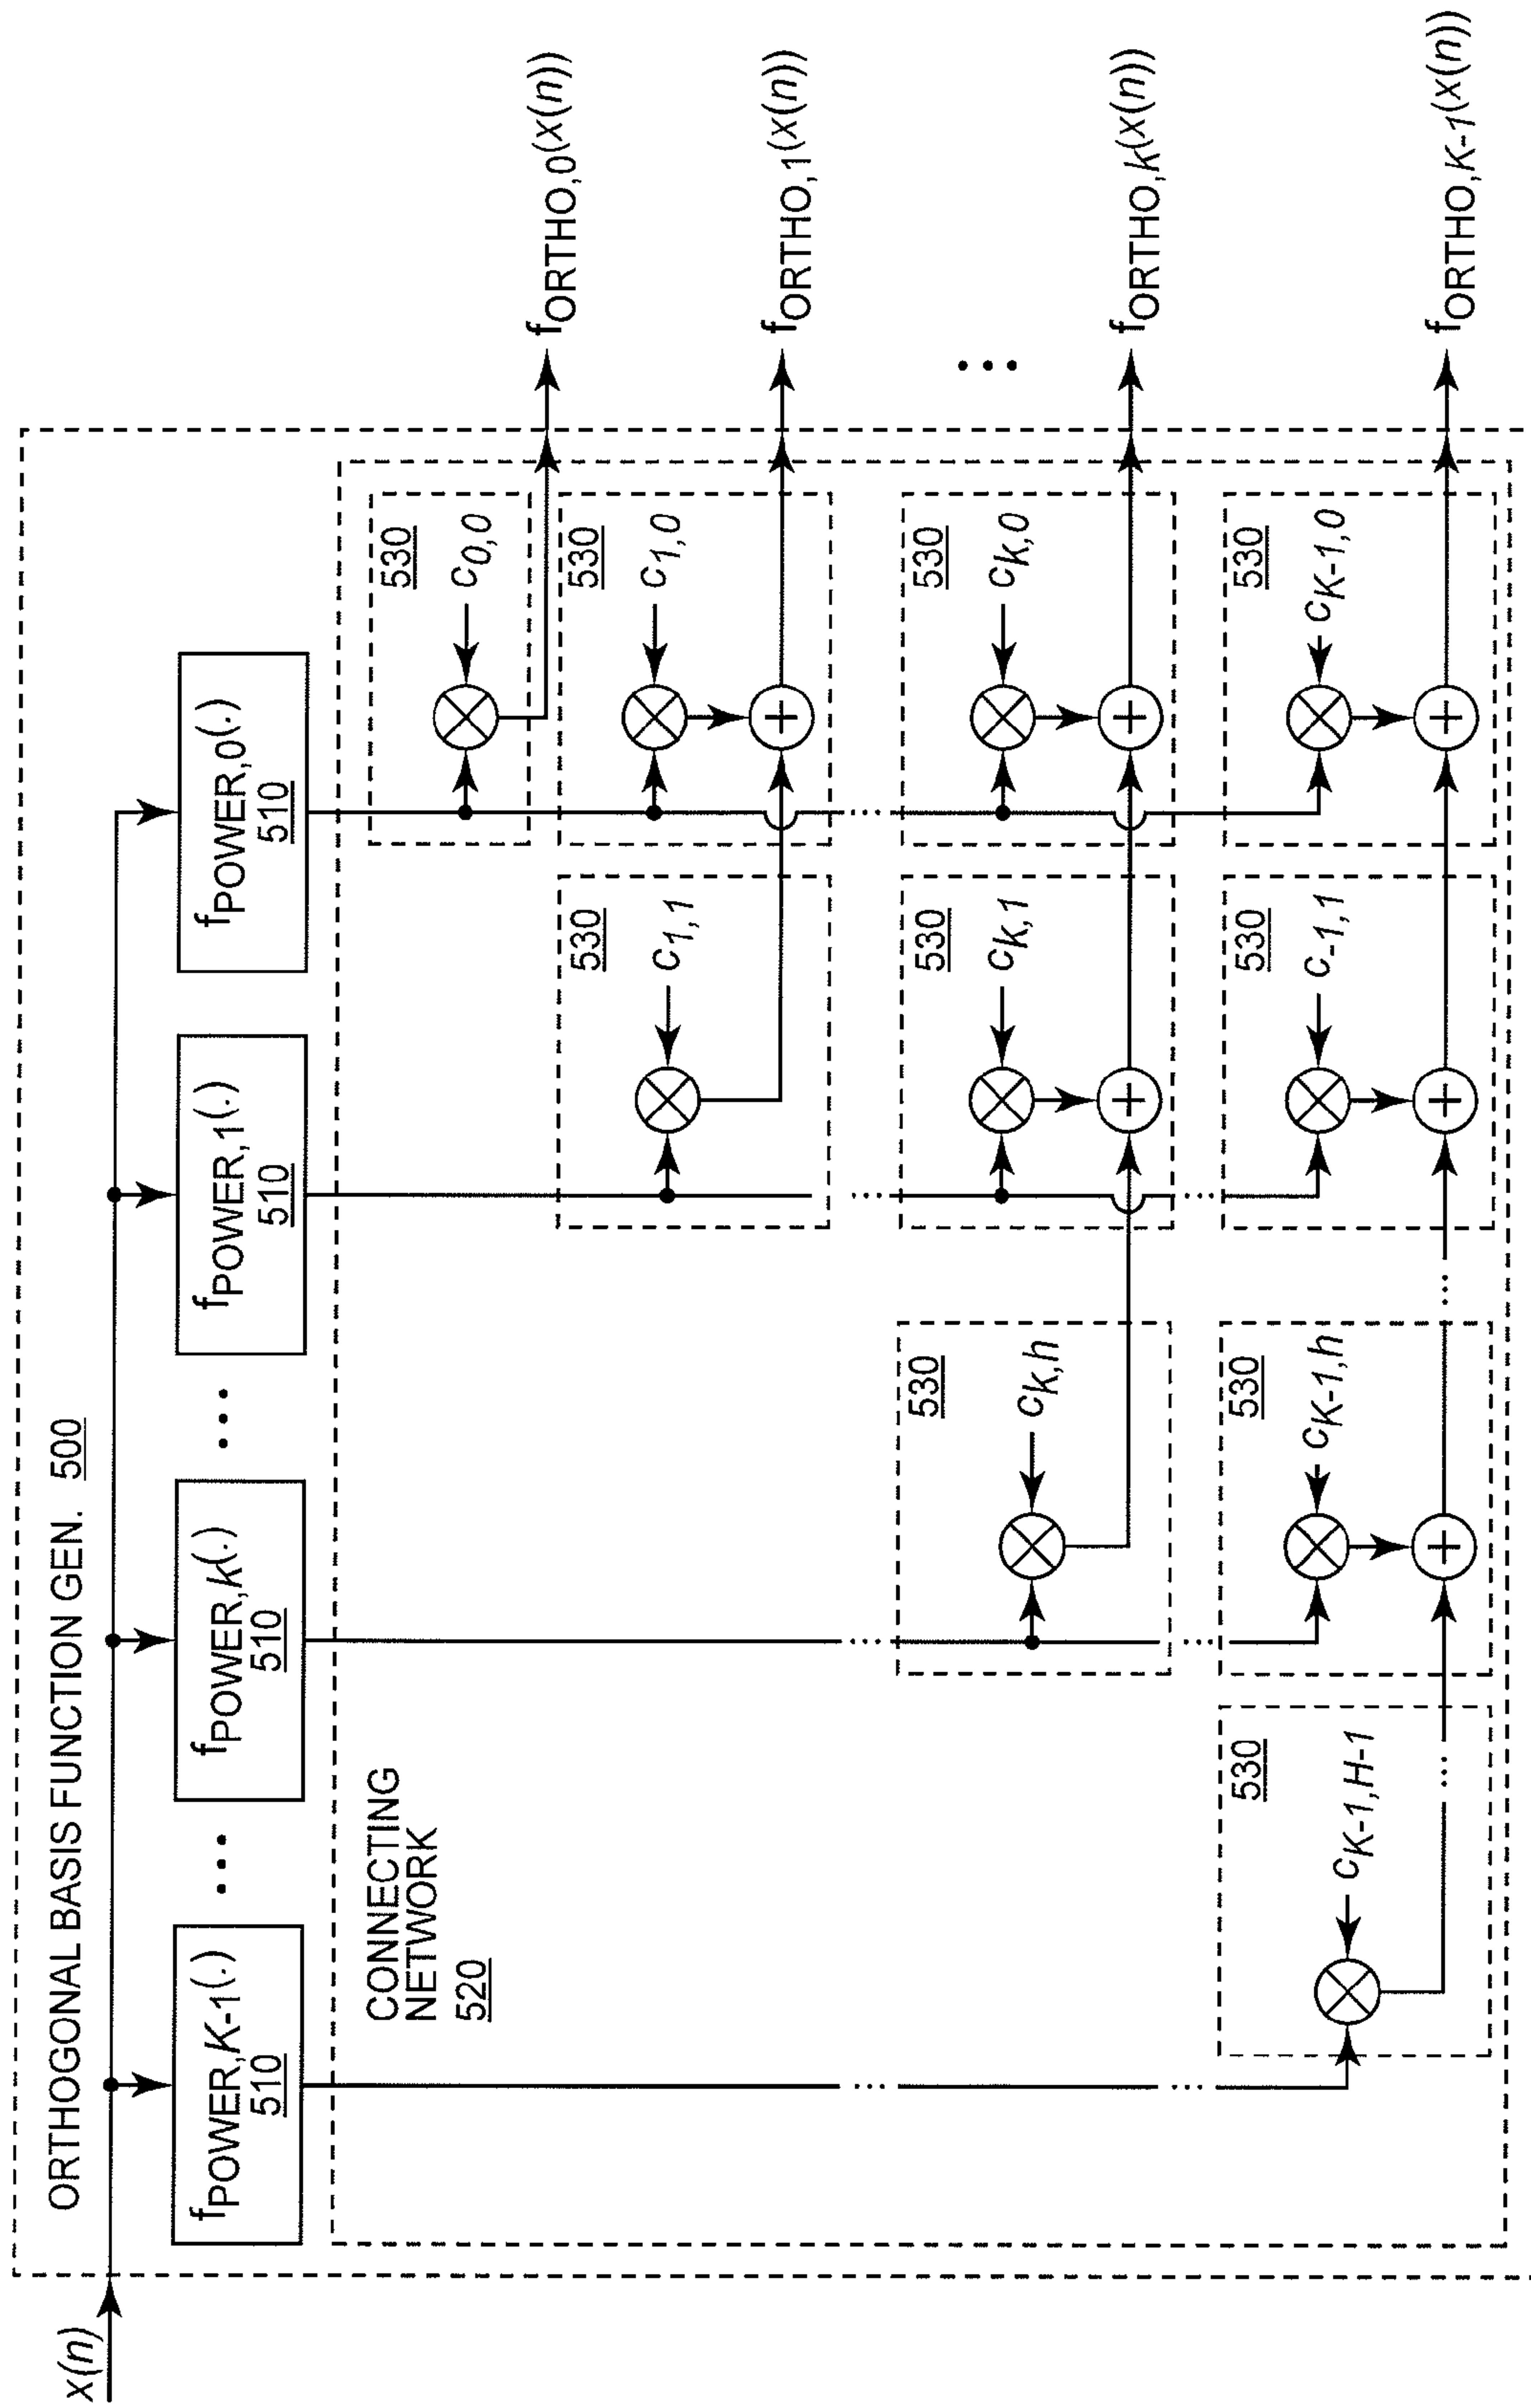 x(n)
ORTHOGONAL BASIS FUNCTION GEN. 500
fPOWER,K-1(.)
510
...
fPOWER,k(.)
510
...
fPOWER,1(.)
510
fPOWER,0(.)
510
CONNECTING
NETWORK
520
530
c0,0
fORTHO,0(x(n))
530
c1,1
530
c1,0
fORTHO,1(x(n))
...
530
ck,h
530
ck,1
530
ck,0
fORTHO,k(x(n))
530
cK-1,H-1
530
cK-1,h
530
c-1,1
530
cK-1,0
fORTHO,K-1(x(n))